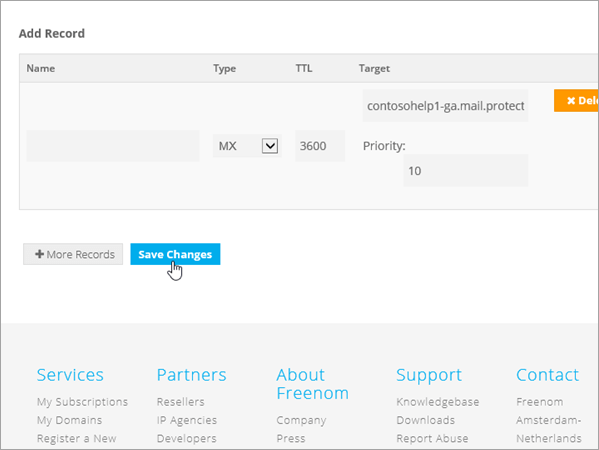 Add Record
Name Type TTL Target
contosohelp1-ga.mail.protect
MX 3600 Priority:
10
More Records Save Changes
Services Partners About Freenom Support Contact
My Subscriptions Resellers Company Knowledgebase Freenom
My Domains IP Agencies Press Downloads Amsterdam-
Register a New Developers Report Abuse Netherlands